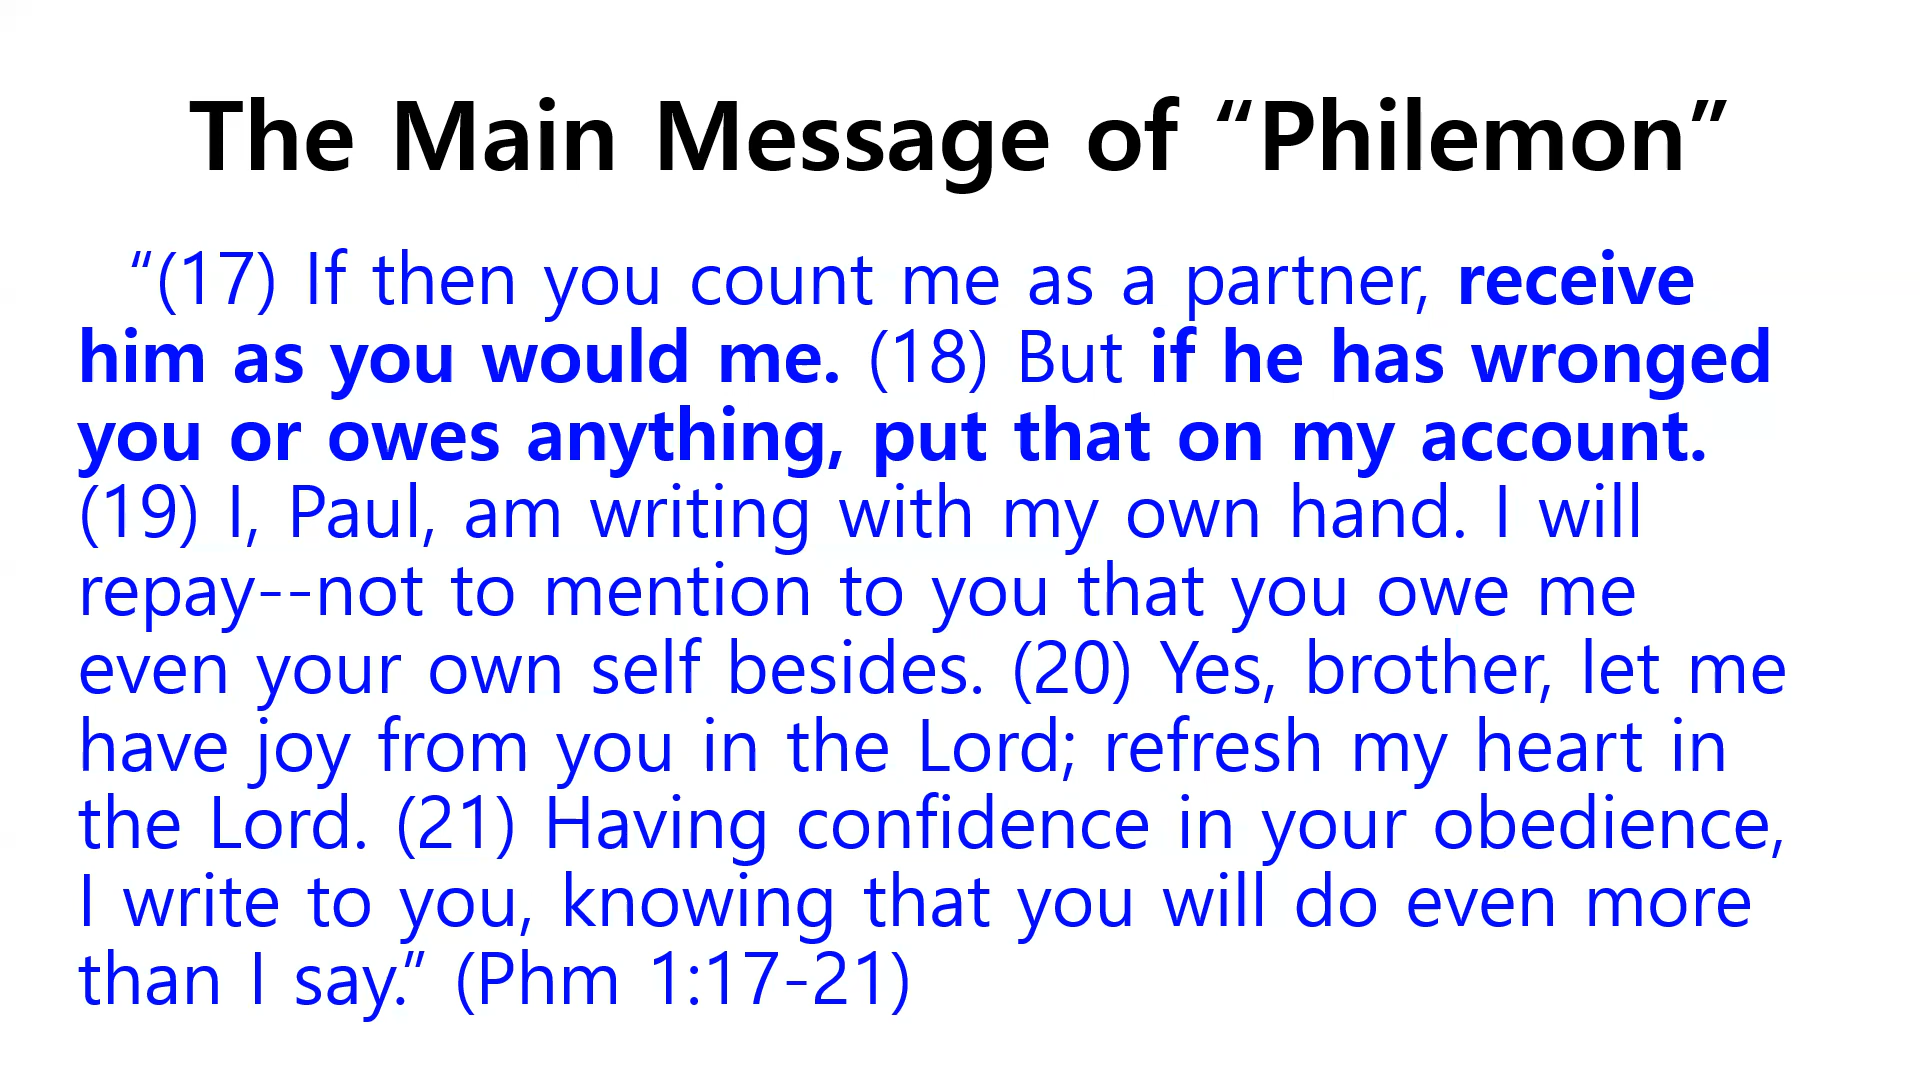 The Main Message of “Philemon”
“(17) If then you count me as a partner, receive
him as you would me. (18) But if he has wronged
you or owes anything, put that on my account.
(19) I, Paul, am writing with my own hand. I will
repay--not to mention to you that you owe me
even your own self besides. (20) Yes, brother, let me
have joy from you in the Lord; refresh my heart in
the Lord. (21) Having confidence in your obedience,
I write to you, knowing that you will do even more
than I say.” (Phm 1:17-21)